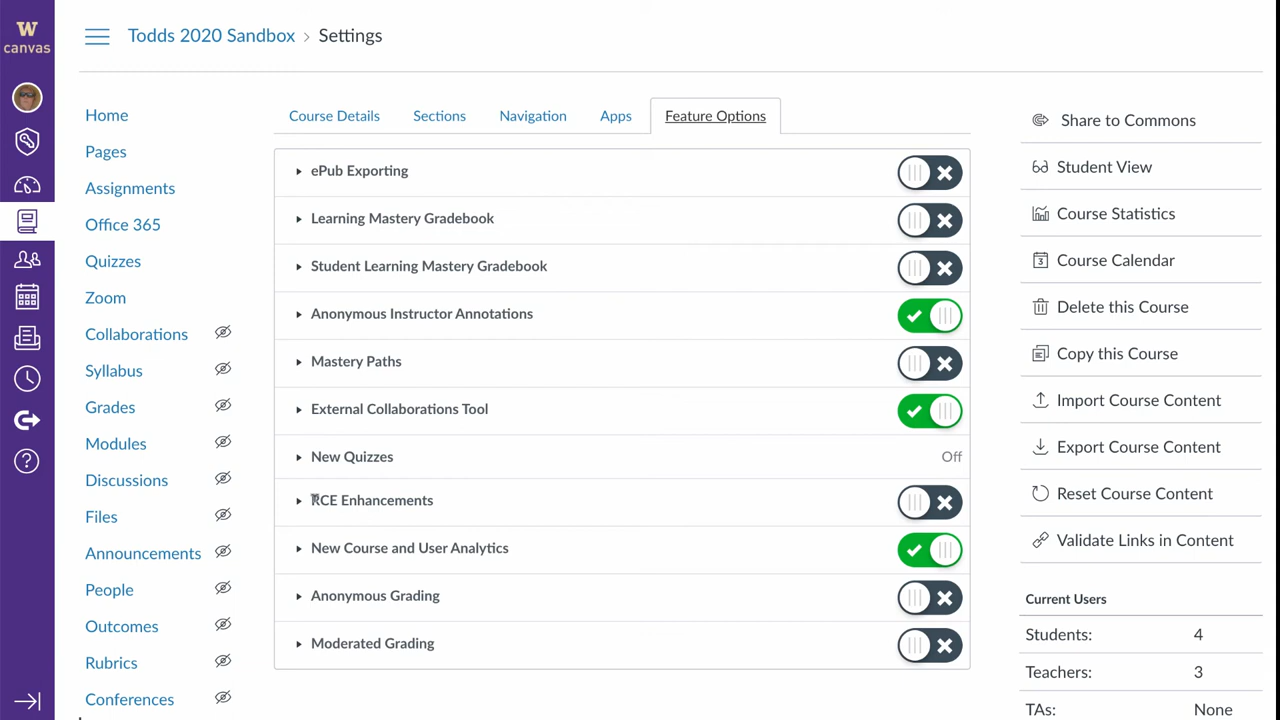 W
canvas
Todds 2020 Sandbox > Settings
Home
Pages
Assignments
Office 365
Quizzes
Zoom
Collaborations
Syllabus
Grades
Modules
Discussions
Files
Announcements
People
Outcomes
Rubrics
Conferences
Course Details
Sections
Navigation
Apps
Feature Options
ePub Exporting
Learning Mastery Gradebook
Student Learning Mastery Gradebook
Anonymous Instructor Annotations
Mastery Paths
External Collaborations Tool
New Quizzes Off
RCE Enhancements
New Course and User Analytics
Anonymous Grading
Moderated Grading
Share to Commons
Student View
Course Statistics
3 Course Calendar
Delete this Course
Copy this Course
Import Course Content
Export Course Content
Reset Course Content
Validate Links in Content
Current Users
Students: 4
Teachers: 3
TAs: None